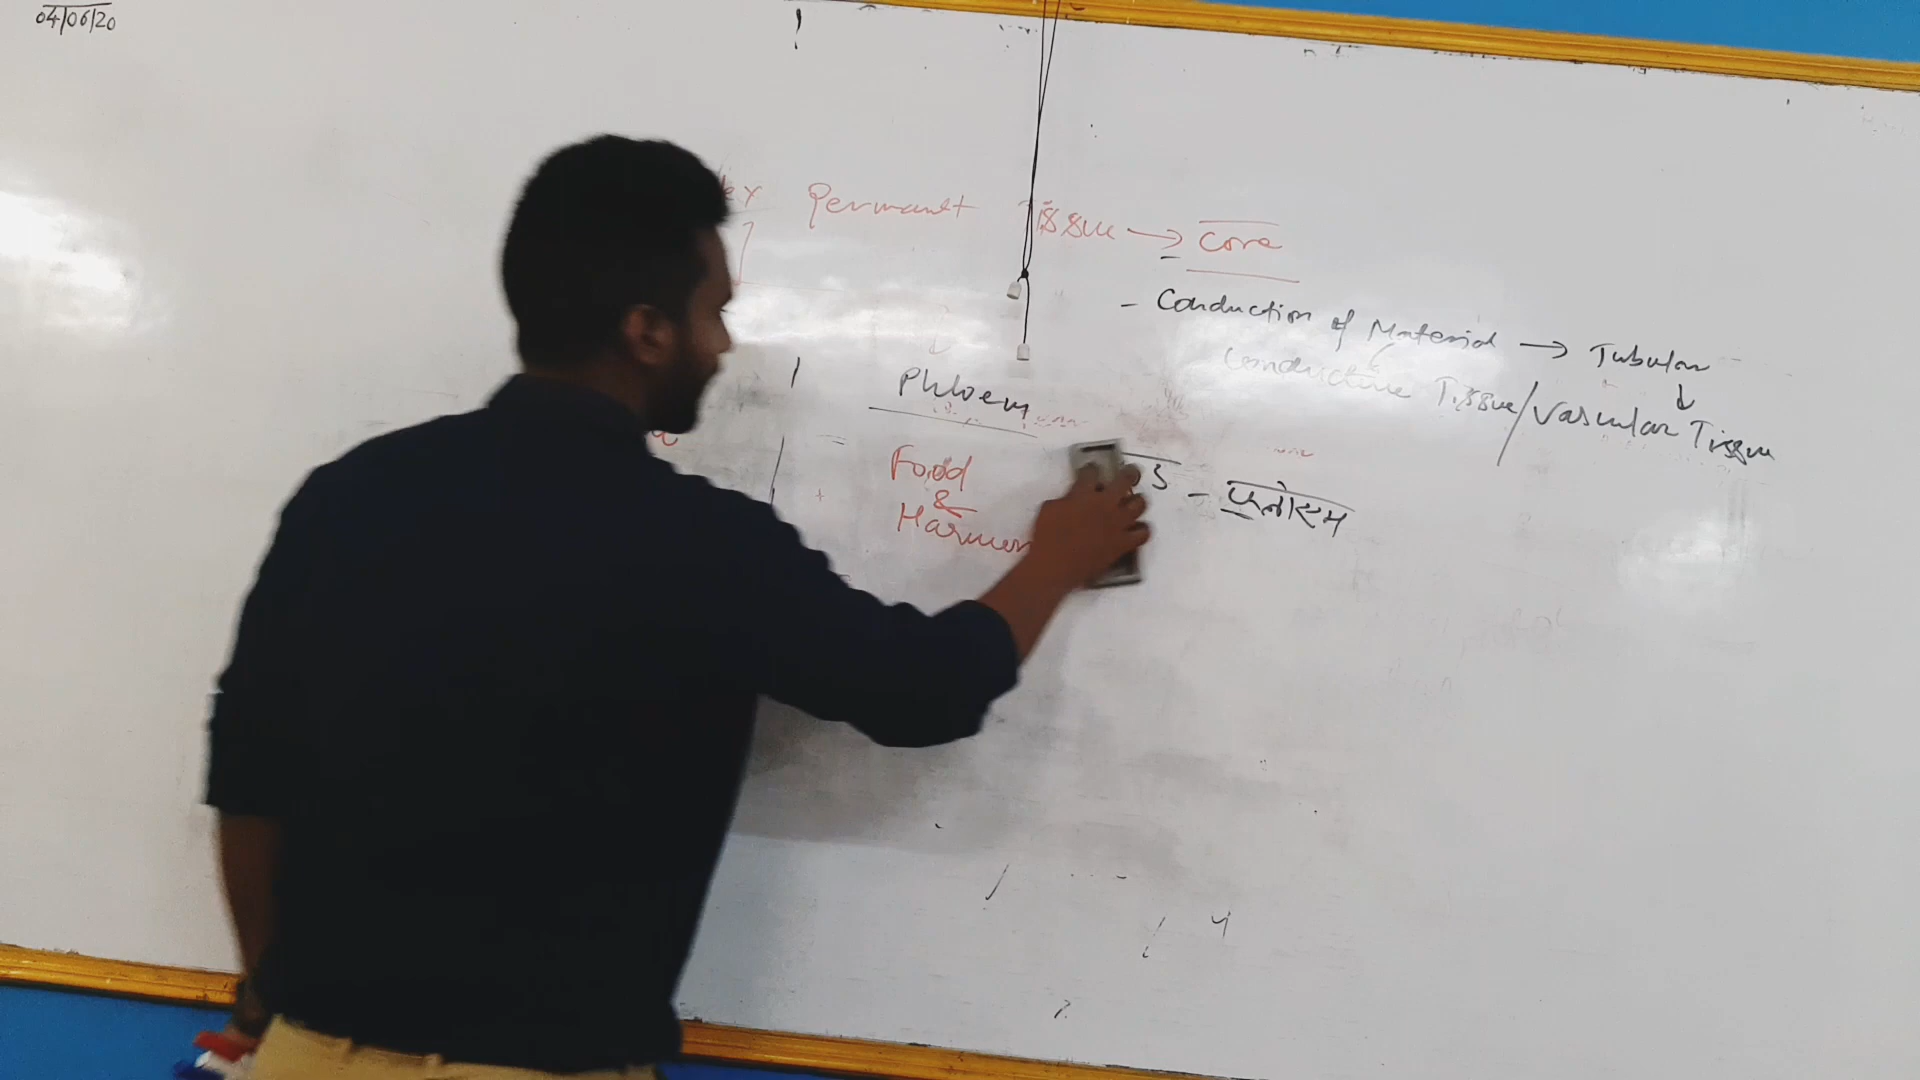 04/06/20
Permanent Tissue → Core
- Conduction of Material → Tubular
↓
Conductive Tissue/Vascular Tissue
Phloem
Food
&
- फ्लोएम